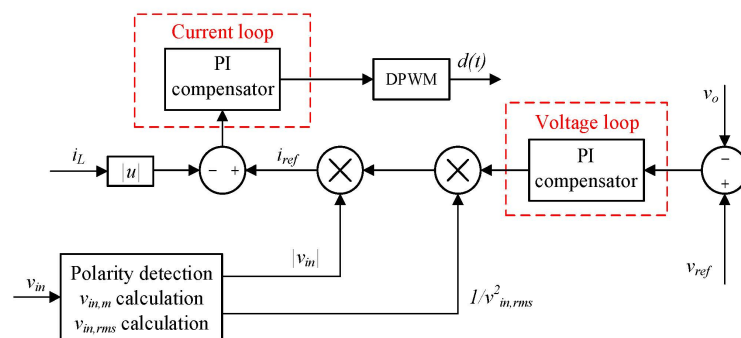 Current loop
PI
compensator
DPWM
d(t)
v_o
Voltage loop
PI
compensator
−
+
i_L
|u|
− +
i_ref
v_ref
|v_in|
v_in
Polarity detection
v_in,m calculation
v_in,rms calculation
1/v²_in,rms